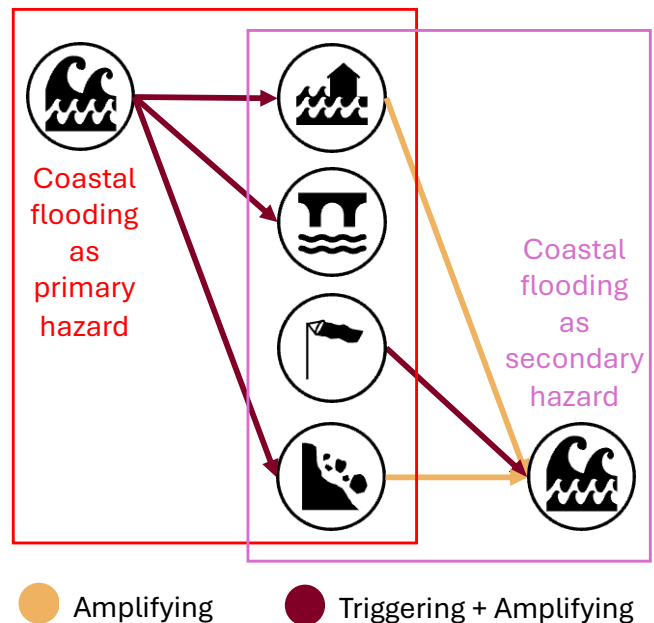 Coastal
flooding
as
primary
hazard
Coastal
flooding
as
secondary
hazard
Amplifying
Triggering + Amplifying